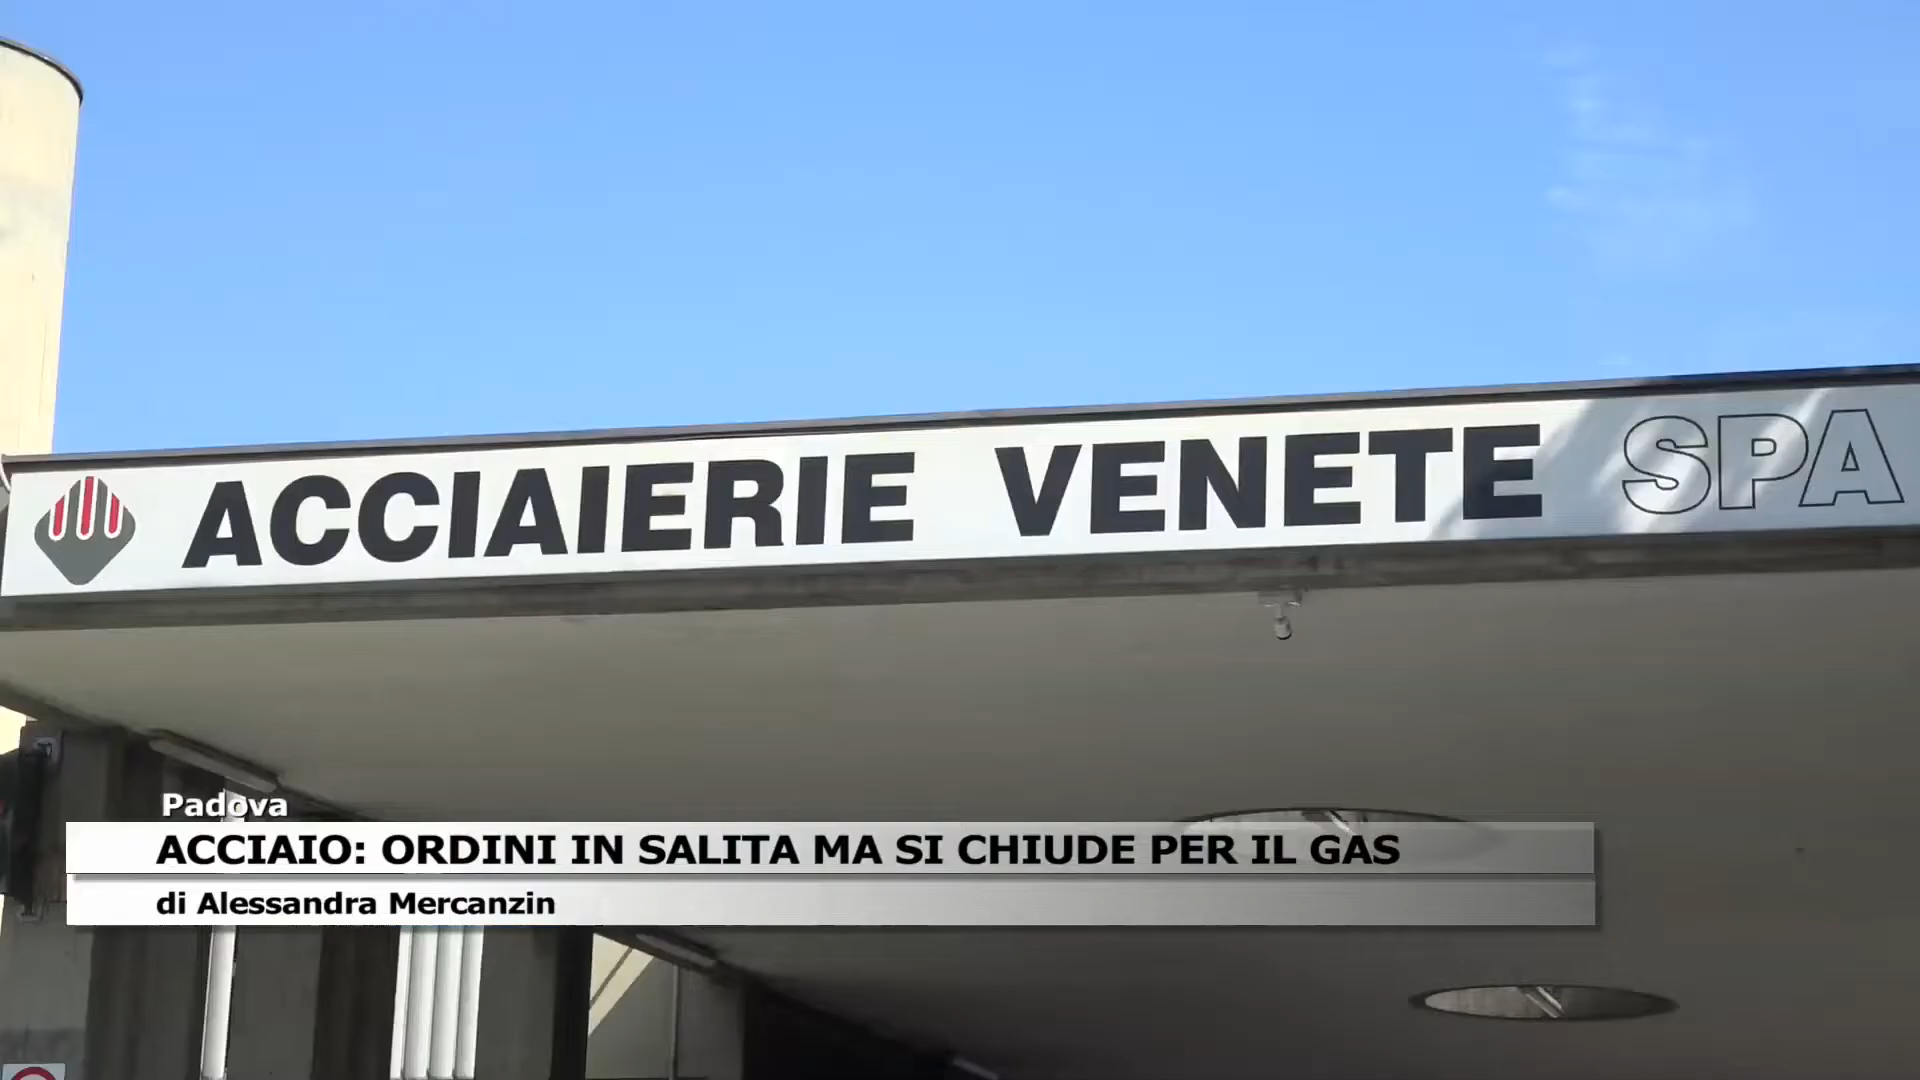 ACCIAIERIE VENETE SPA
Padova
ACCIAIO: ORDINI IN SALITA MA SI CHIUDE PER IL GAS
di Alessandra Mercanzin